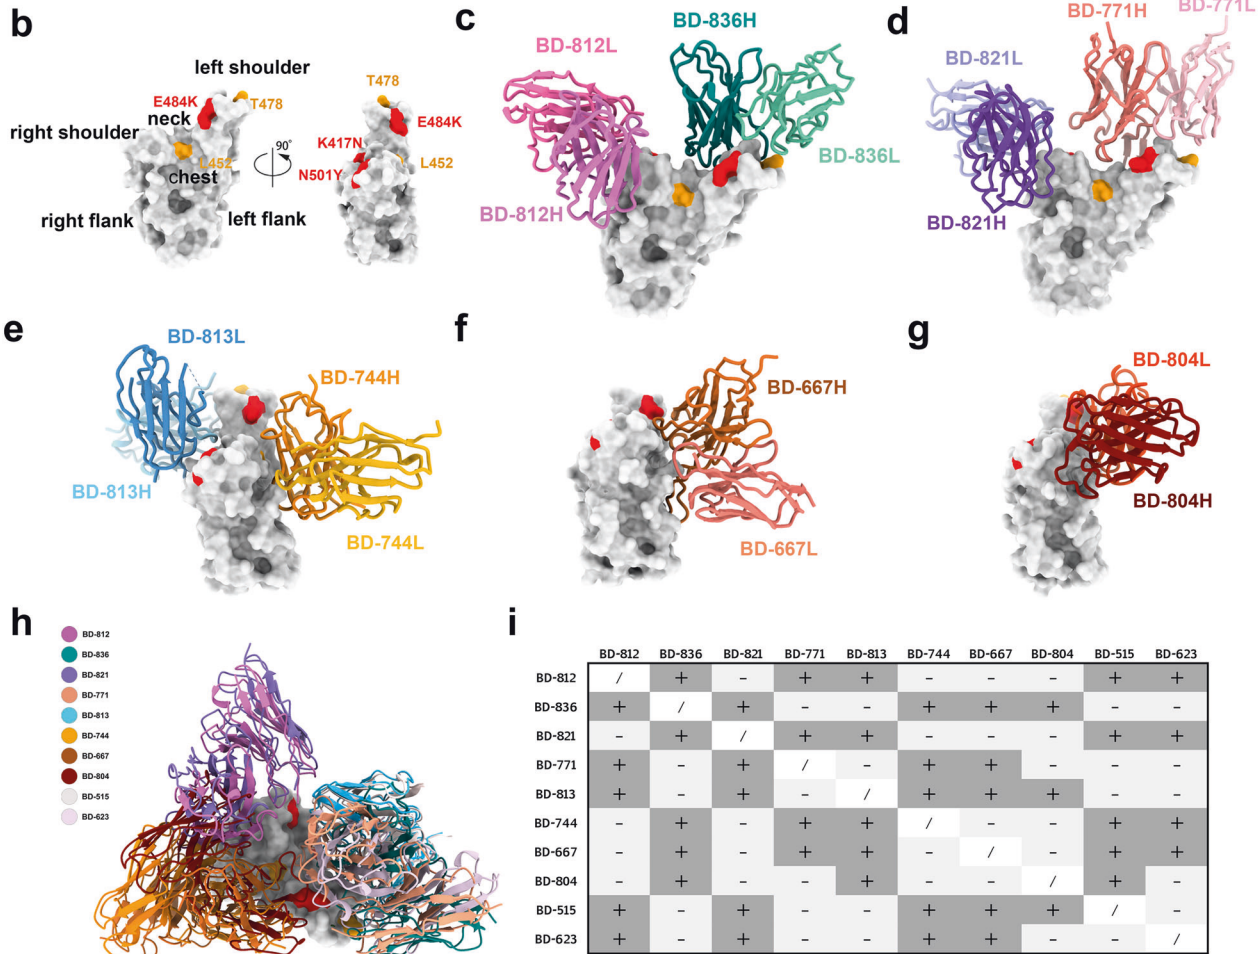 b
left shoulder
E484K
T478
neck
right shoulder
L452
chest
right flank
left flank
90°
T478
E484K
K417N
L452
N501Y
c
BD-836H
BD-812L
BD-836L
BD-812H
d
BD-771H
BD-771L
BD-821L
BD-821H
e
BD-813L
BD-744H
BD-813H
BD-744L
f
BD-667H
BD-667L
g
BD-804L
BD-804H
h
BD-812
BD-836
BD-821
BD-771
BD-813
BD-744
BD-667
BD-804
BD-515
BD-623
i
BD-812 BD-836 BD-821 BD-771 BD-813 BD-744 BD-667 BD-804 BD-515 BD-623
BD-812 / + - + + - - - + +
BD-836 + / + - - + + + - -
BD-821 - + / + + - - - + +
BD-771 + - + / - + + - - -
BD-813 + - + - / + + + - -
BD-744 - + - + + / - - + +
BD-667 - + - + + - / - + +
BD-804 - + - - + - - / + -
BD-515 + - + - - + + + / -
BD-623 + - + - - + + - - /